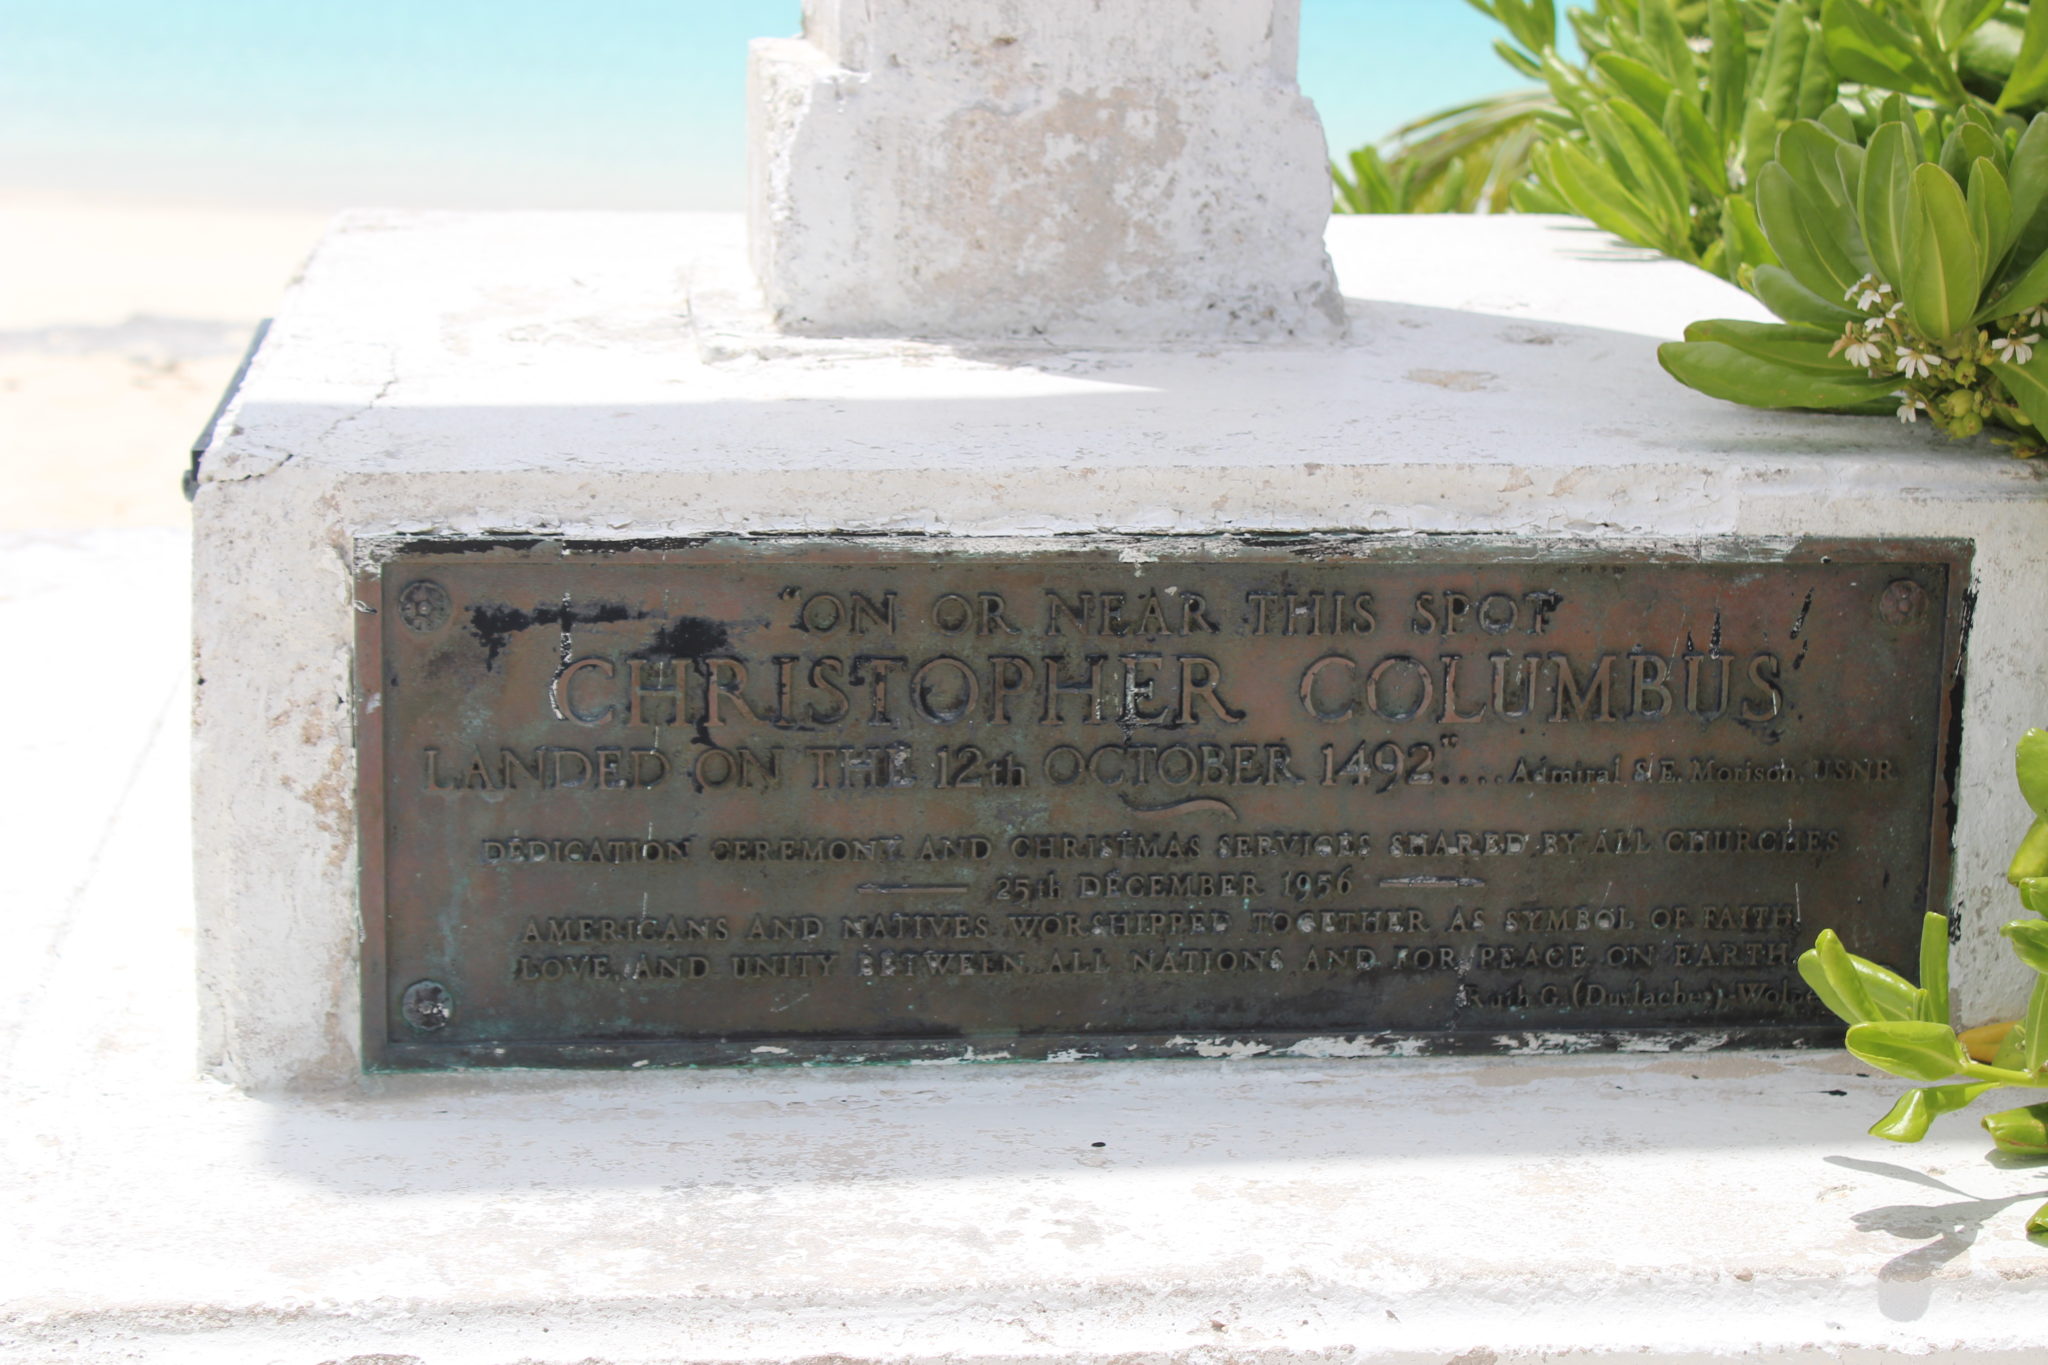 "ON OR NEAR THIS SPOT
CHRISTOPHER COLUMBUS
LANDED ON THE 12th OCTOBER 1492".... Admiral S.E. Morison, USNR
DEDICATION CEREMONY AND CHRISTMAS SERVICES SHARED BY ALL CHURCHES
25th DECEMBER 1956
AMERICANS AND NATIVES WORSHIPPED TOGETHER AS SYMBOL OF FAITH,
LOVE, AND UNITY BETWEEN ALL NATIONS AND FOR PEACE ON EARTH.
Ruth G. (Durlacher)